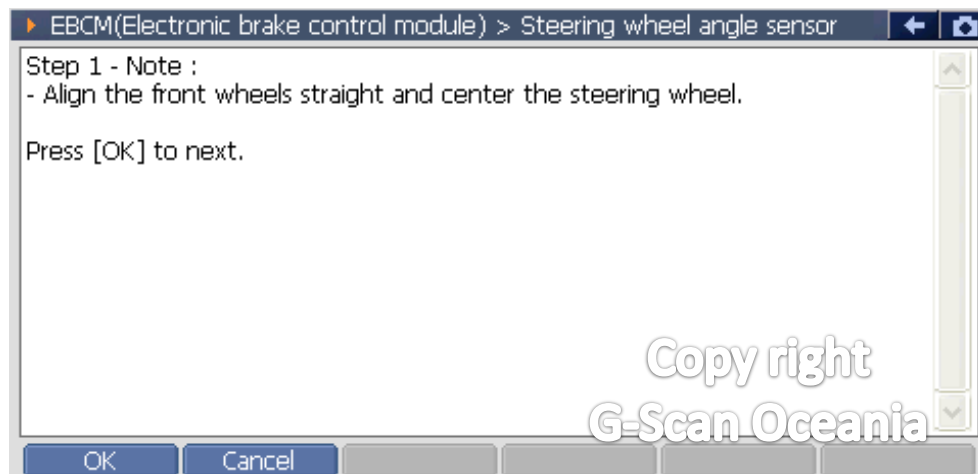 EBCM(Electronic brake control module) > Steering wheel angle sensor
Step 1 - Note :
- Align the front wheels straight and center the steering wheel.
Press [OK] to next.
Copy right
G-Scan Oceania
OK Cancel